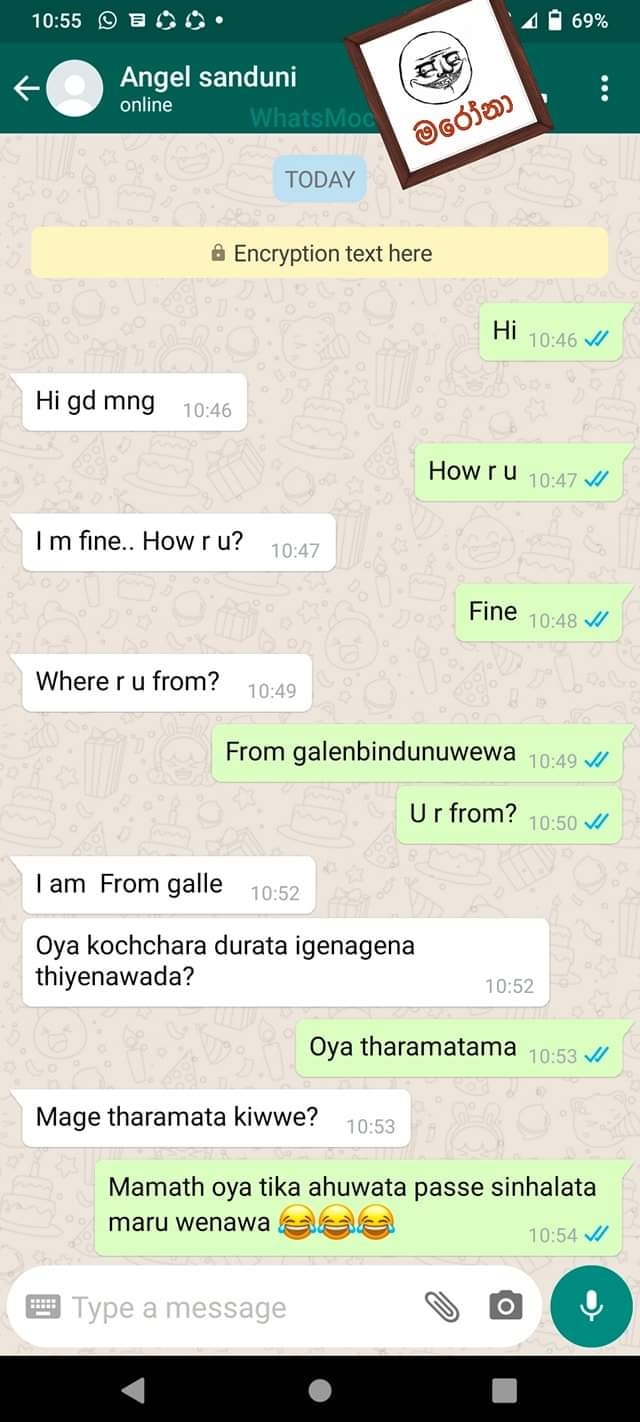 10:55
69%
Angel sanduni
online
WhatsMoc
මරෝනා
TODAY
Encryption text here
Hi 10:46
Hi gd mng 10:46
How r u 10:47
I m fine.. How r u? 10:47
Fine 10:48
Where r u from? 10:49
From galenbindunuwewa 10:49
U r from? 10:50
I am From galle 10:52
Oya kochchara durata igenagena
thiyenawada? 10:52
Oya tharamatama 10:53
Mage tharamata kiwwe? 10:53
Mamath oya tika ahuwata passe sinhalata
maru wenawa 😂😂😂 10:54
Type a message